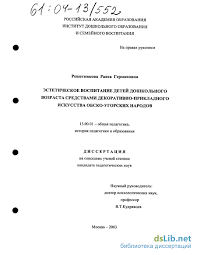 61:04-13/552
РОССИЙСКАЯ АКАДЕМИЯ ОБРАЗОВАНИЯ
ИНСТИТУТ ДОШКОЛЬНОГО ОБРАЗОВАНИЯ
И СЕМЕЙНОГО ВОСПИТАНИЯ
На правах рукописи
Решетникова Раиса Германовна
ЭСТЕТИЧЕСКОЕ ВОСПИТАНИЕ ДЕТЕЙ ДОШКОЛЬНОГО
ВОЗРАСТА СРЕДСТВАМИ ДЕКОРАТИВНО-ПРИКЛАДНОГО
ИСКУССТВА ОБСКО-УГОРСКИХ НАРОДОВ
13.00.01 – общая педагогика,
история педагогики и образования
ДИССЕРТАЦИЯ
на соискание ученой степени
кандидата педагогических наук
Научный руководитель
доктор психологических наук,
профессор
В.Т.Кудрявцев
Москва – 2003
dsLib.net
библиотека диссертаций